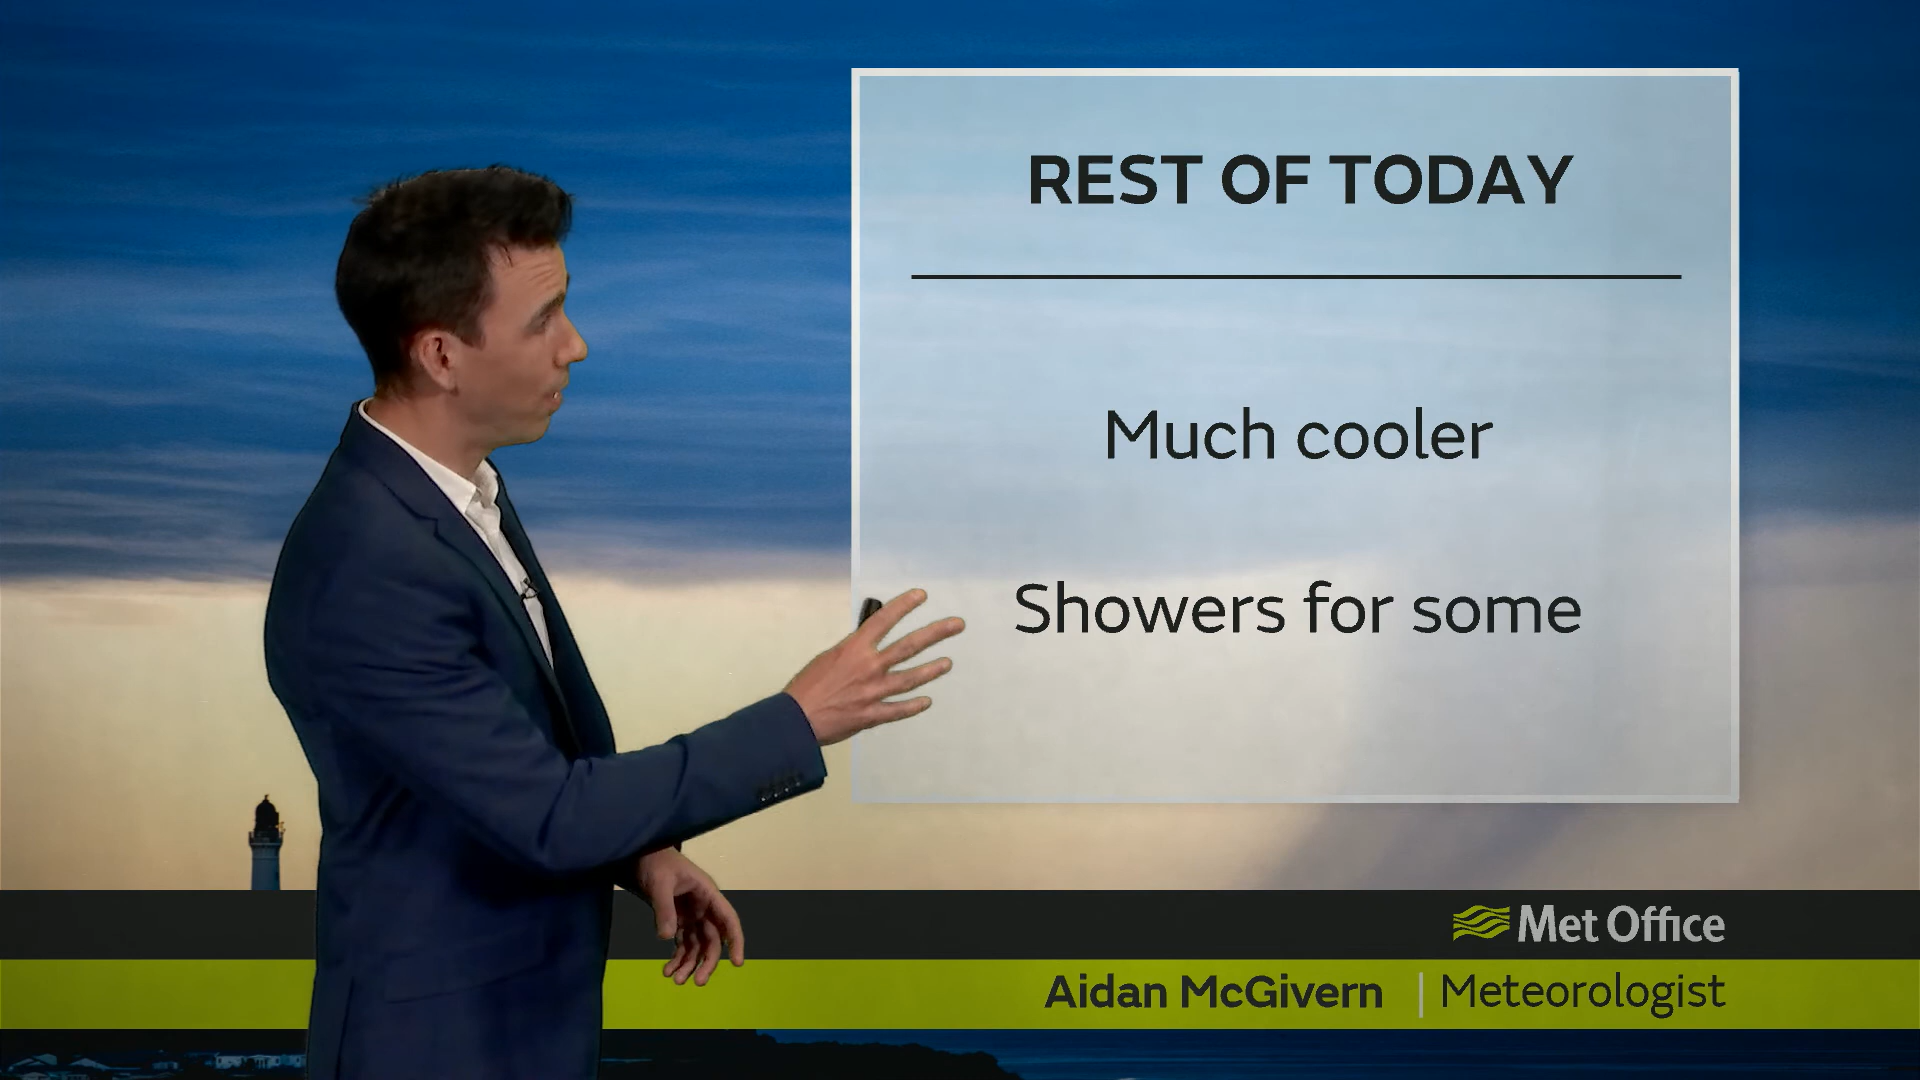 REST OF TODAY
Much cooler
Showers for some
Met Office
Aidan McGivern | Meteorologist